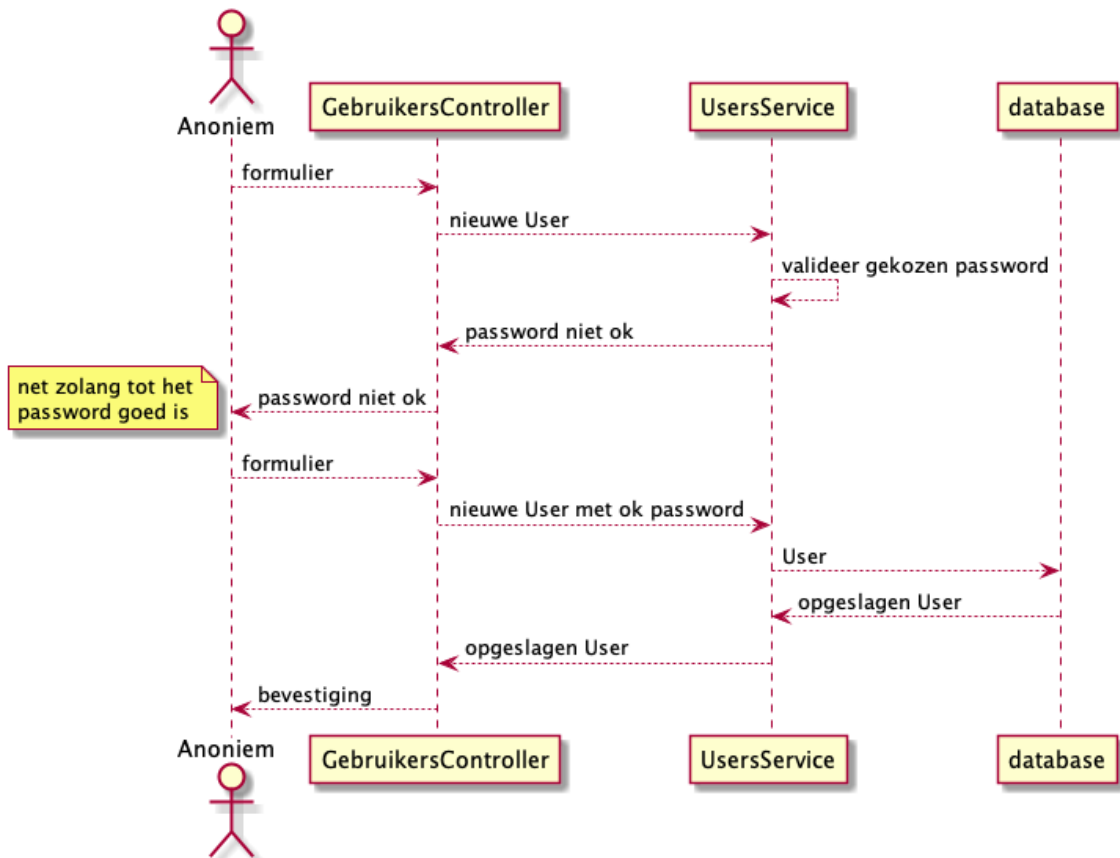 Anoniem
GebruikersController
UsersService
database
formulier
nieuwe User
valideer gekozen password
password niet ok
net zolang tot het
password goed is
password niet ok
formulier
nieuwe User met ok password
User
opgeslagen User
opgeslagen User
bevestiging
Anoniem
GebruikersController
UsersService
database